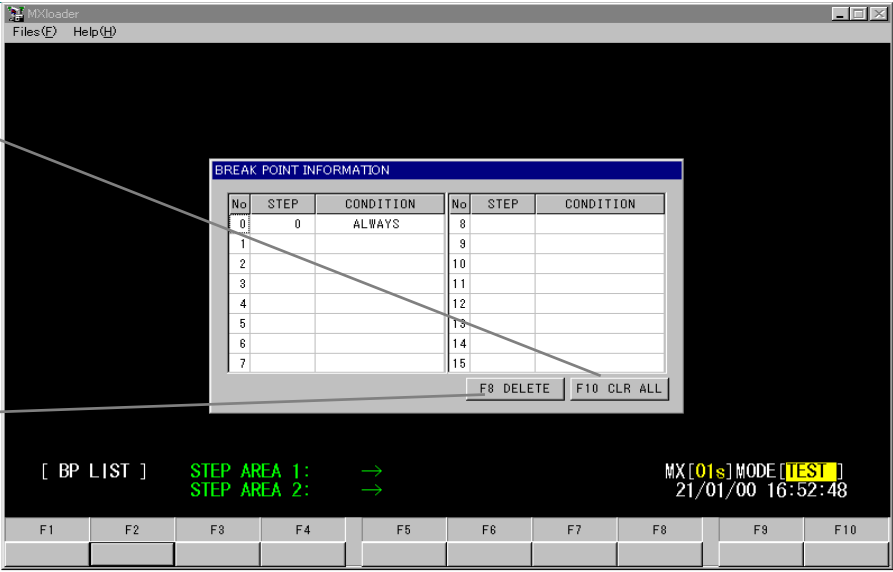 MXloader
Files(F) Help(H)
BREAK POINT INFORMATION
No STEP CONDITION No STEP CONDITION
0 0 ALWAYS 8
1 9
2 10
3 11
4 12
5 13
6 14
7 15
F8 DELETE F10 CLR ALL
[ BP LIST ] STEP AREA 1: → MX[01s]MODE[TEST ]
STEP AREA 2: → 21/01/00 16:52:48
F1 F2 F3 F4 F5 F6 F7 F8 F9 F10